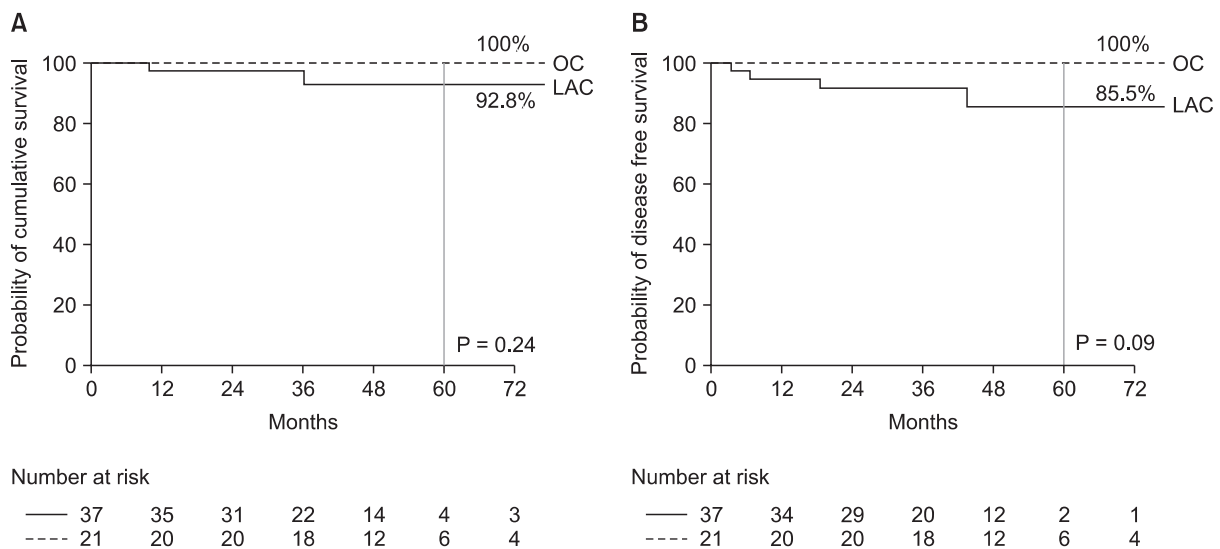 A
Probability of cumulative survival
100
80
60
40
20
0
100%
OC
LAC
92.8%
P = 0.24
0 12 24 36 48 60 72
Months
Number at risk
37 35 31 22 14 4 3
21 20 20 18 12 6 4
B
Probability of disease free survival
100
80
60
40
20
0
100%
OC
85.5%
LAC
P = 0.09
0 12 24 36 48 60 72
Months
Number at risk
37 34 29 20 12 2 1
21 20 20 18 12 6 4